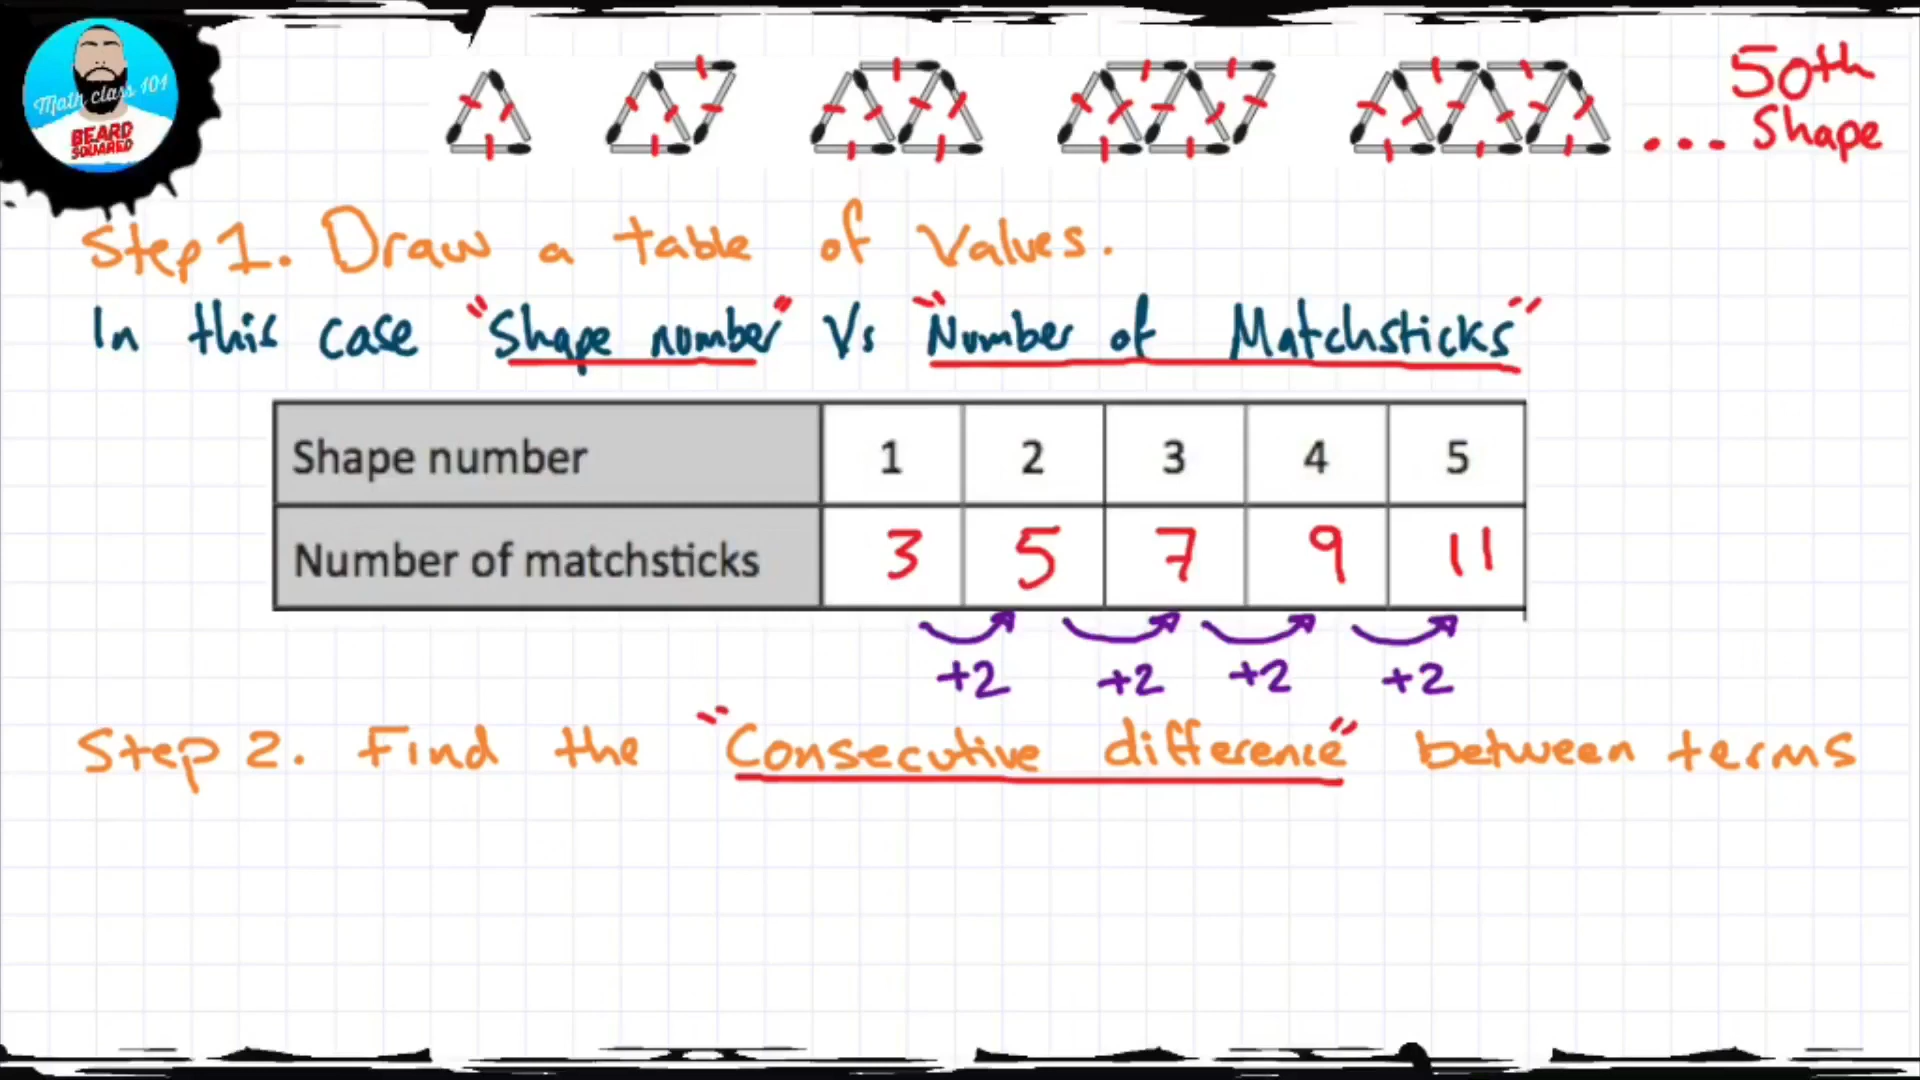 Math class 101
BEARD
SQUARED
50th
Shape
...
Step 1. Draw a table of Values.
In this case "Shape number" Vs "Number of Matchsticks"
Shape number 1 2 3 4 5
Number of matchsticks 3 5 7 9 11
+2 +2 +2 +2
Step 2. Find the "Consecutive difference" between terms